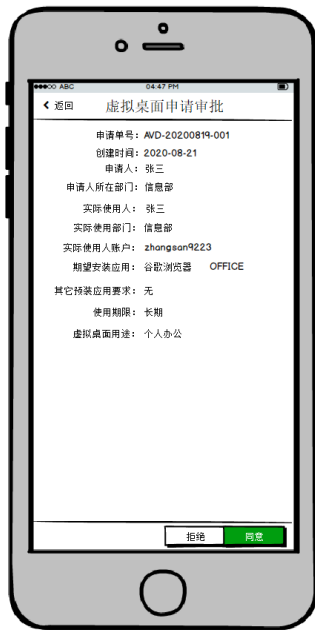 ABC 04:47 PM
返回 虚拟桌面申请审批
申请单号：AVD-20200819-001
创建时间：2020-08-21
申请人：张三
申请人所在部门：信息部
实际使用人：张三
实际使用部门：信息部
实际使用人账户：zhangsan9223
期望安装应用：谷歌浏览器 OFFICE
其它预装应用要求：无
使用期限：长期
虚拟桌面用途：个人办公
拒绝 同意